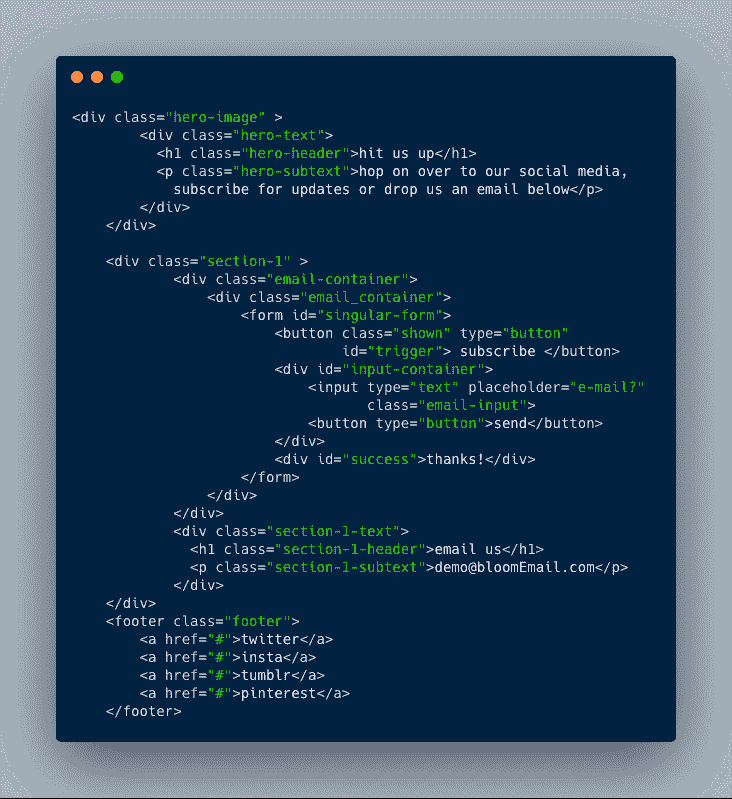 <div class="hero-image" >
<div class="hero-text">
<h1 class="hero-header">hit us up</h1>
<p class="hero-subtext">hop on over to our social media,
subscribe for updates or drop us an email below</p>
</div>
</div>
<div class="section-1" >
<div class="email-container">
<div class="email_container">
<form id="singular-form">
<button class="shown" type="button"
id="trigger"> subscribe </button>
<div id="input-container">
<input type="text" placeholder="e-mail?"
class="email-input">
<button type="button">send</button>
</div>
<div id="success">thanks!</div>
</form>
</div>
</div>
<div class="section-1-text">
<h1 class="section-1-header">email us</h1>
<p class="section-1-subtext">demo@bloomEmail.com</p>
</div>
</div>
<footer class="footer">
<a href="#">twitter</a>
<a href="#">insta</a>
<a href="#">tumblr</a>
<a href="#">pinterest</a>
</footer>